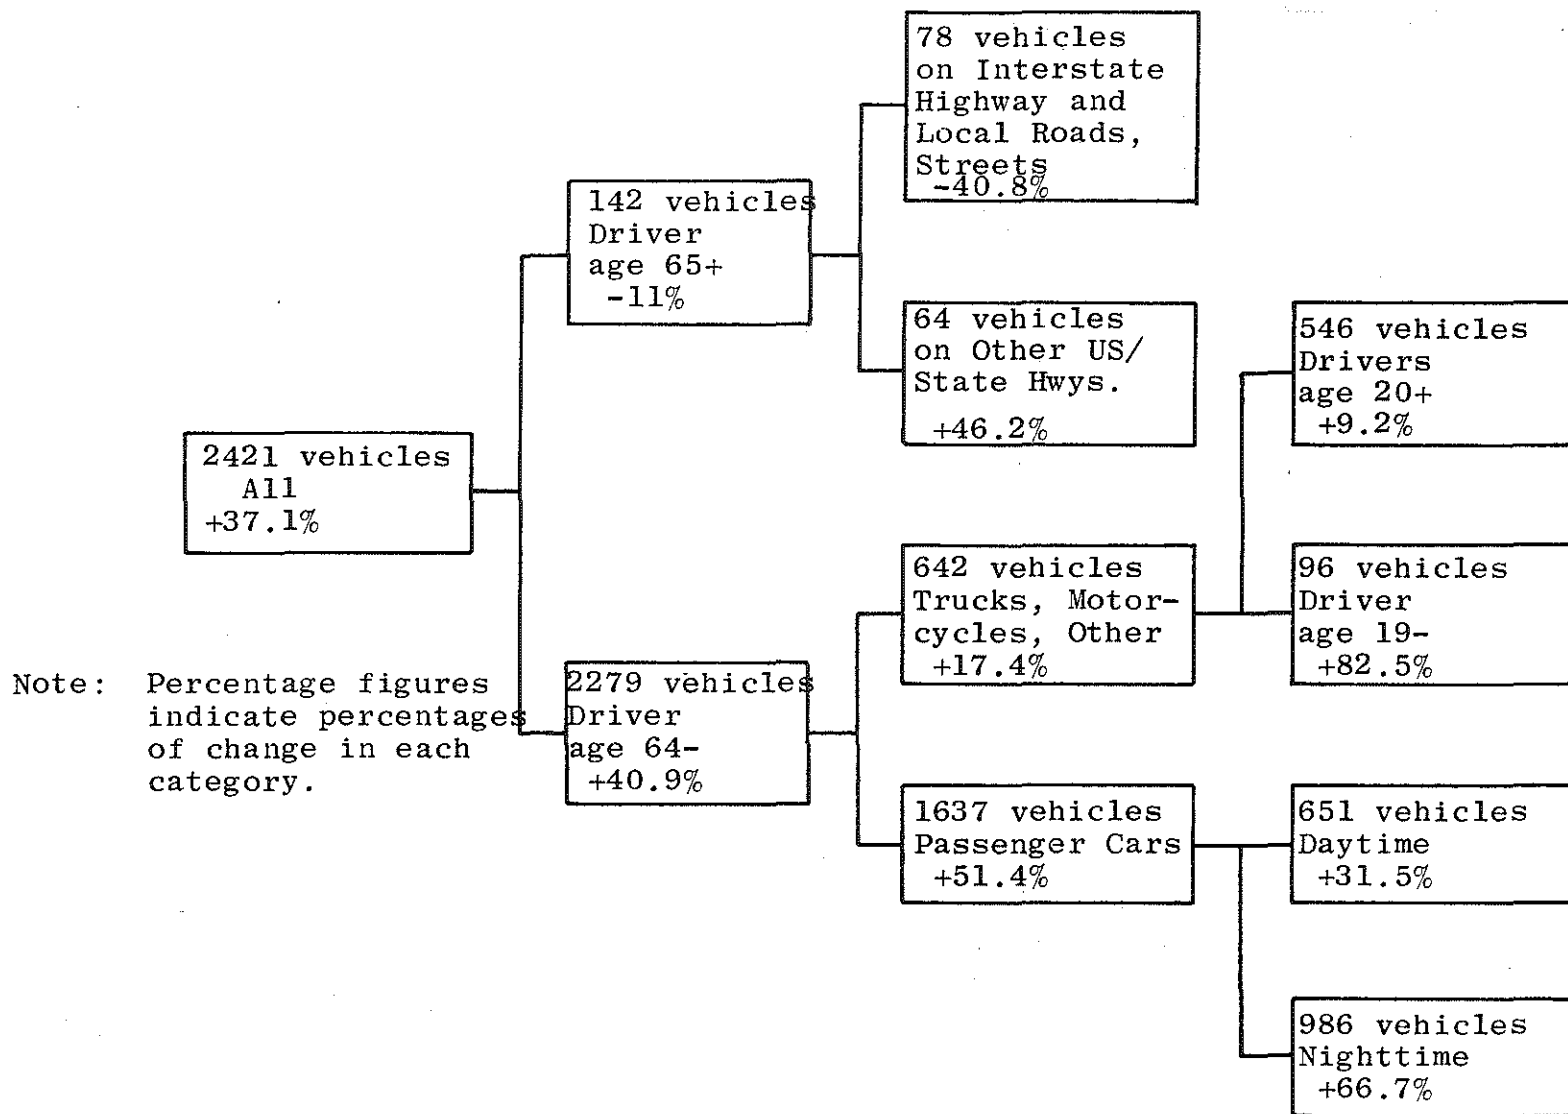 78 vehicles
on Interstate
Highway and
Local Roads,
Streets
-40.8%
142 vehicles
Driver
age 65+
-11%
64 vehicles
on Other US/
State Hwys.
+46.2%
546 vehicles
Drivers
age 20+
+9.2%
2421 vehicles
All
+37.1%
642 vehicles
Trucks, Motor-
cycles, Other
+17.4%
96 vehicles
Driver
age 19-
+82.5%
Note: Percentage figures
indicate percentages
of change in each
category.
2279 vehicles
Driver
age 64-
+40.9%
1637 vehicles
Passenger Cars
+51.4%
651 vehicles
Daytime
+31.5%
986 vehicles
Nighttime
+66.7%